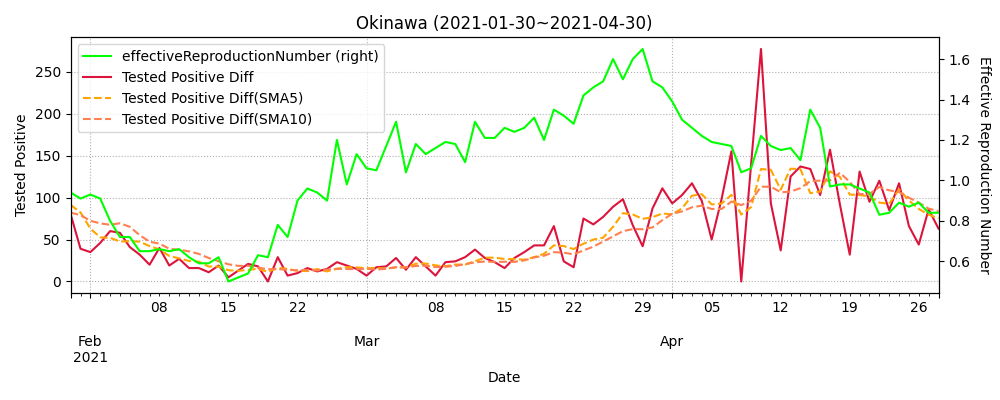 Okinawa (2021-01-30~2021-04-30)
effectiveReproductionNumber (right)
Tested Positive Diff
Tested Positive Diff(SMA5)
Tested Positive Diff(SMA10)
Tested Positive
250
200
150
100
50
0
1.6
1.4
1.2
1.0
0.8
0.6
Effective Reproduction Number
08 15 22 08 15 22 29 05 12 19 26
Feb Mar Apr
2021
Date